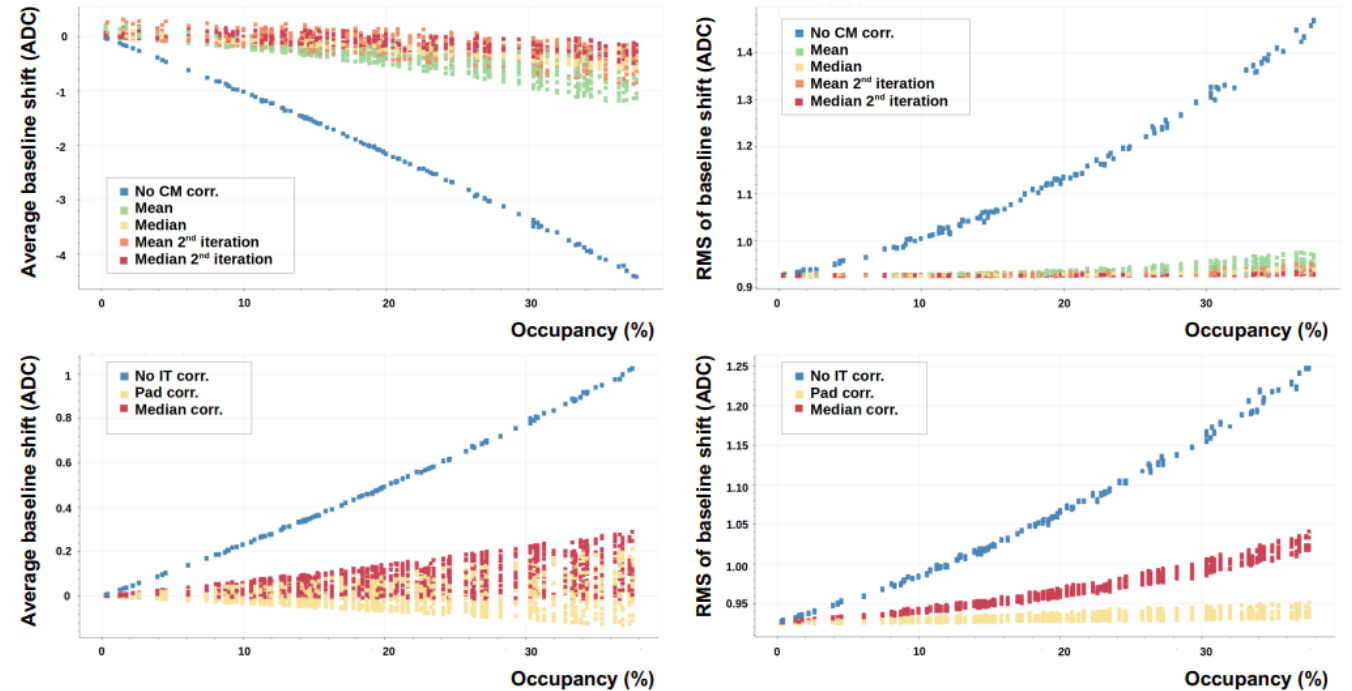 Average baseline shift (ADC)
0
-1
-2
-3
-4
No CM corr.
Mean
Median
Mean 2nd iteration
Median 2nd iteration
0
10
20
30
Occupancy (%)
RMS of baseline shift (ADC)
1.4
1.3
1.2
1.1
1.0
0.9
No CM corr.
Mean
Median
Mean 2nd iteration
Median 2nd iteration
0
10
20
30
Occupancy (%)
Average baseline shift (ADC)
1
0.8
0.6
0.4
0.2
0
No IT corr.
Pad corr.
Median corr.
0
10
20
30
Occupancy (%)
RMS of baseline shift (ADC)
1.25
1.20
1.15
1.10
1.05
1.00
0.95
No IT corr.
Pad corr.
Median corr.
0
10
20
30
Occupancy (%)